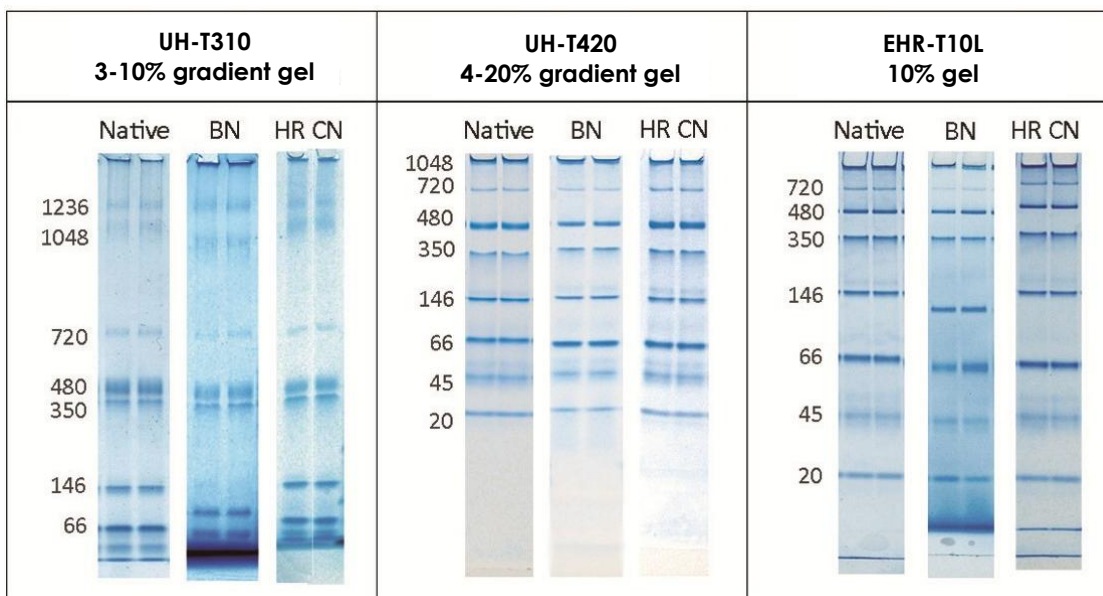 UH-T310
3-10% gradient gel
UH-T420
4-20% gradient gel
EHR-T10L
10% gel
Native BN HR CN
1236
1048
720
480
350
146
66
Native BN HR CN
1048
720
480
350
146
66
45
20
Native BN HR CN
720
480
350
146
66
45
20